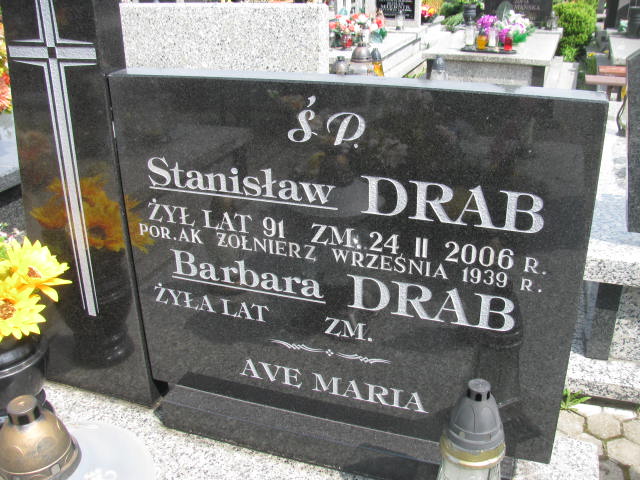 Ś.P.
Stanisław DRAB
ŻYŁ LAT 91 ZM. 24 II 2006 R.
POR. AK ŻOŁNIERZ WRZEŚNIA 1939 R.
Barbara DRAB
ŻYŁA LAT ZM.
AVE MARIA